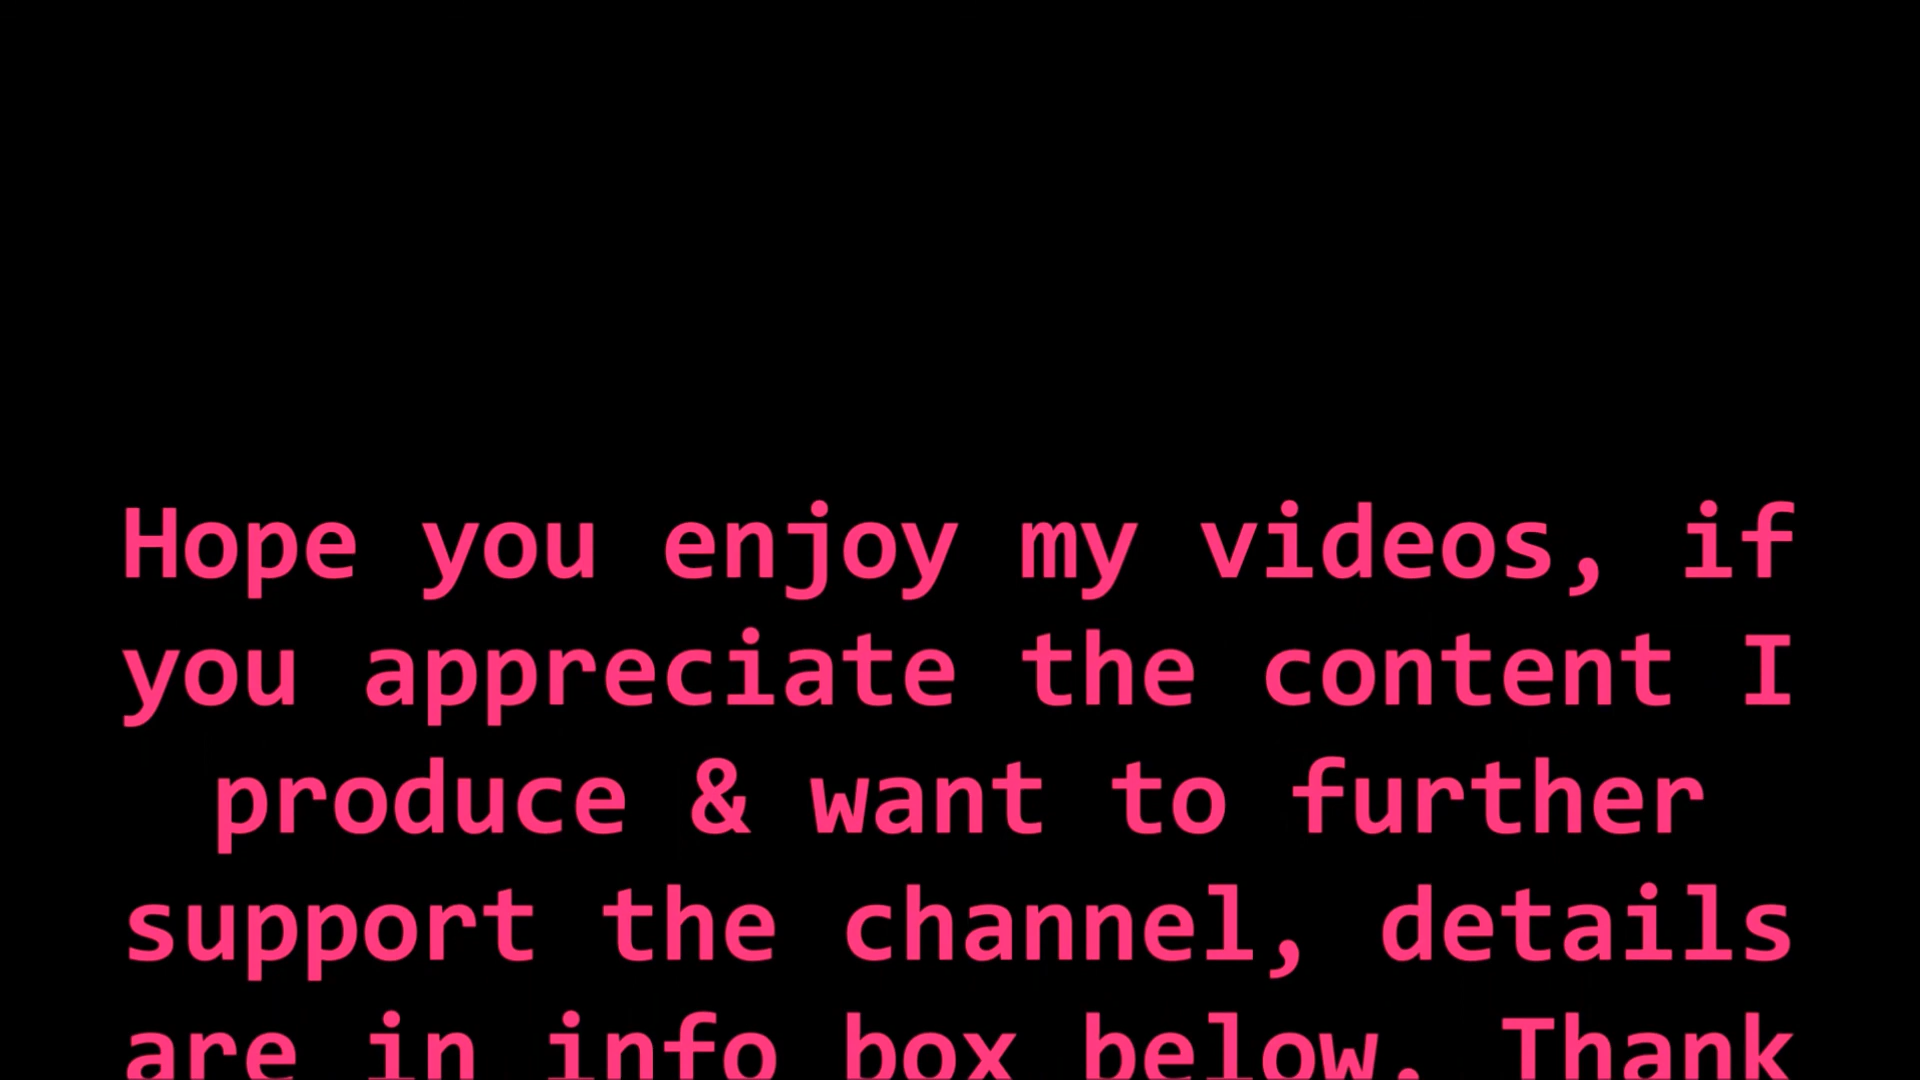 Hope you enjoy my videos, if
you appreciate the content I
produce & want to further
support the channel, details
are in info box below. Thank